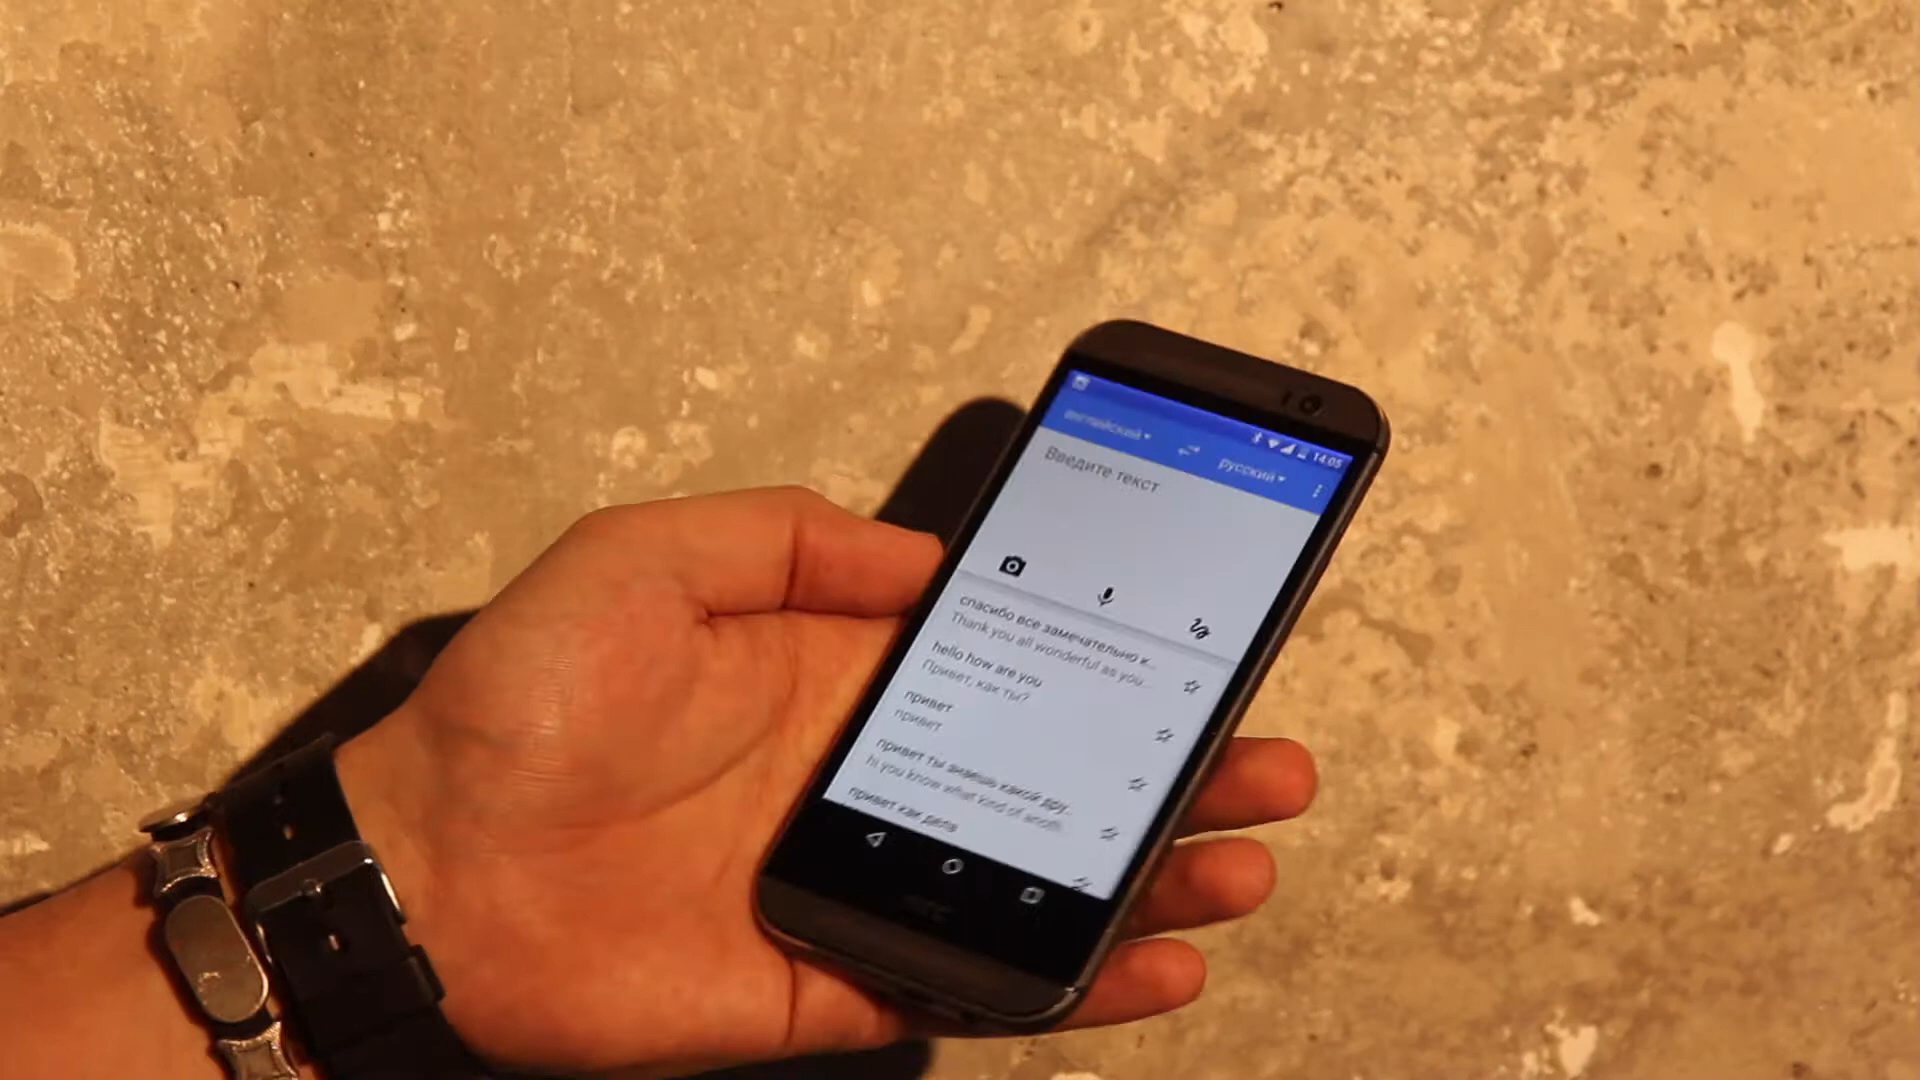 14:05
английский
русский
Введите текст
спасибо все замечательно к...
Thank you all wonderful as you...
hello how are you
Привет, как ты?
привет
привет
привет ты знаешь какой дру...
hi you know what kind of anoth...
привет как дела